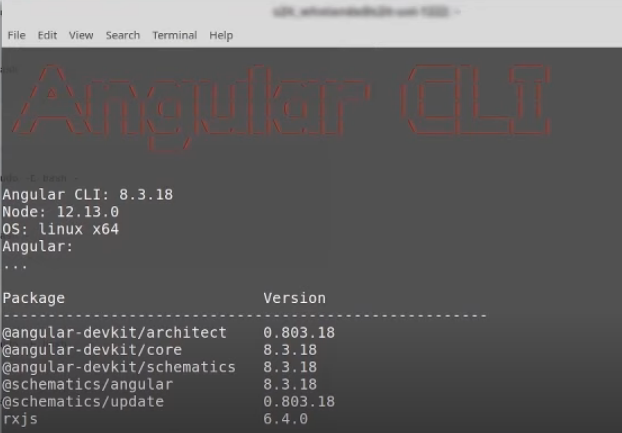 File Edit View Search Terminal Help
Angular CLI
Angular CLI: 8.3.18
Node: 12.13.0
OS: linux x64
Angular:
...
Package Version
------------------------------------------------------
@angular-devkit/architect 0.803.18
@angular-devkit/core 8.3.18
@angular-devkit/schematics 8.3.18
@schematics/angular 8.3.18
@schematics/update 0.803.18
rxjs 6.4.0